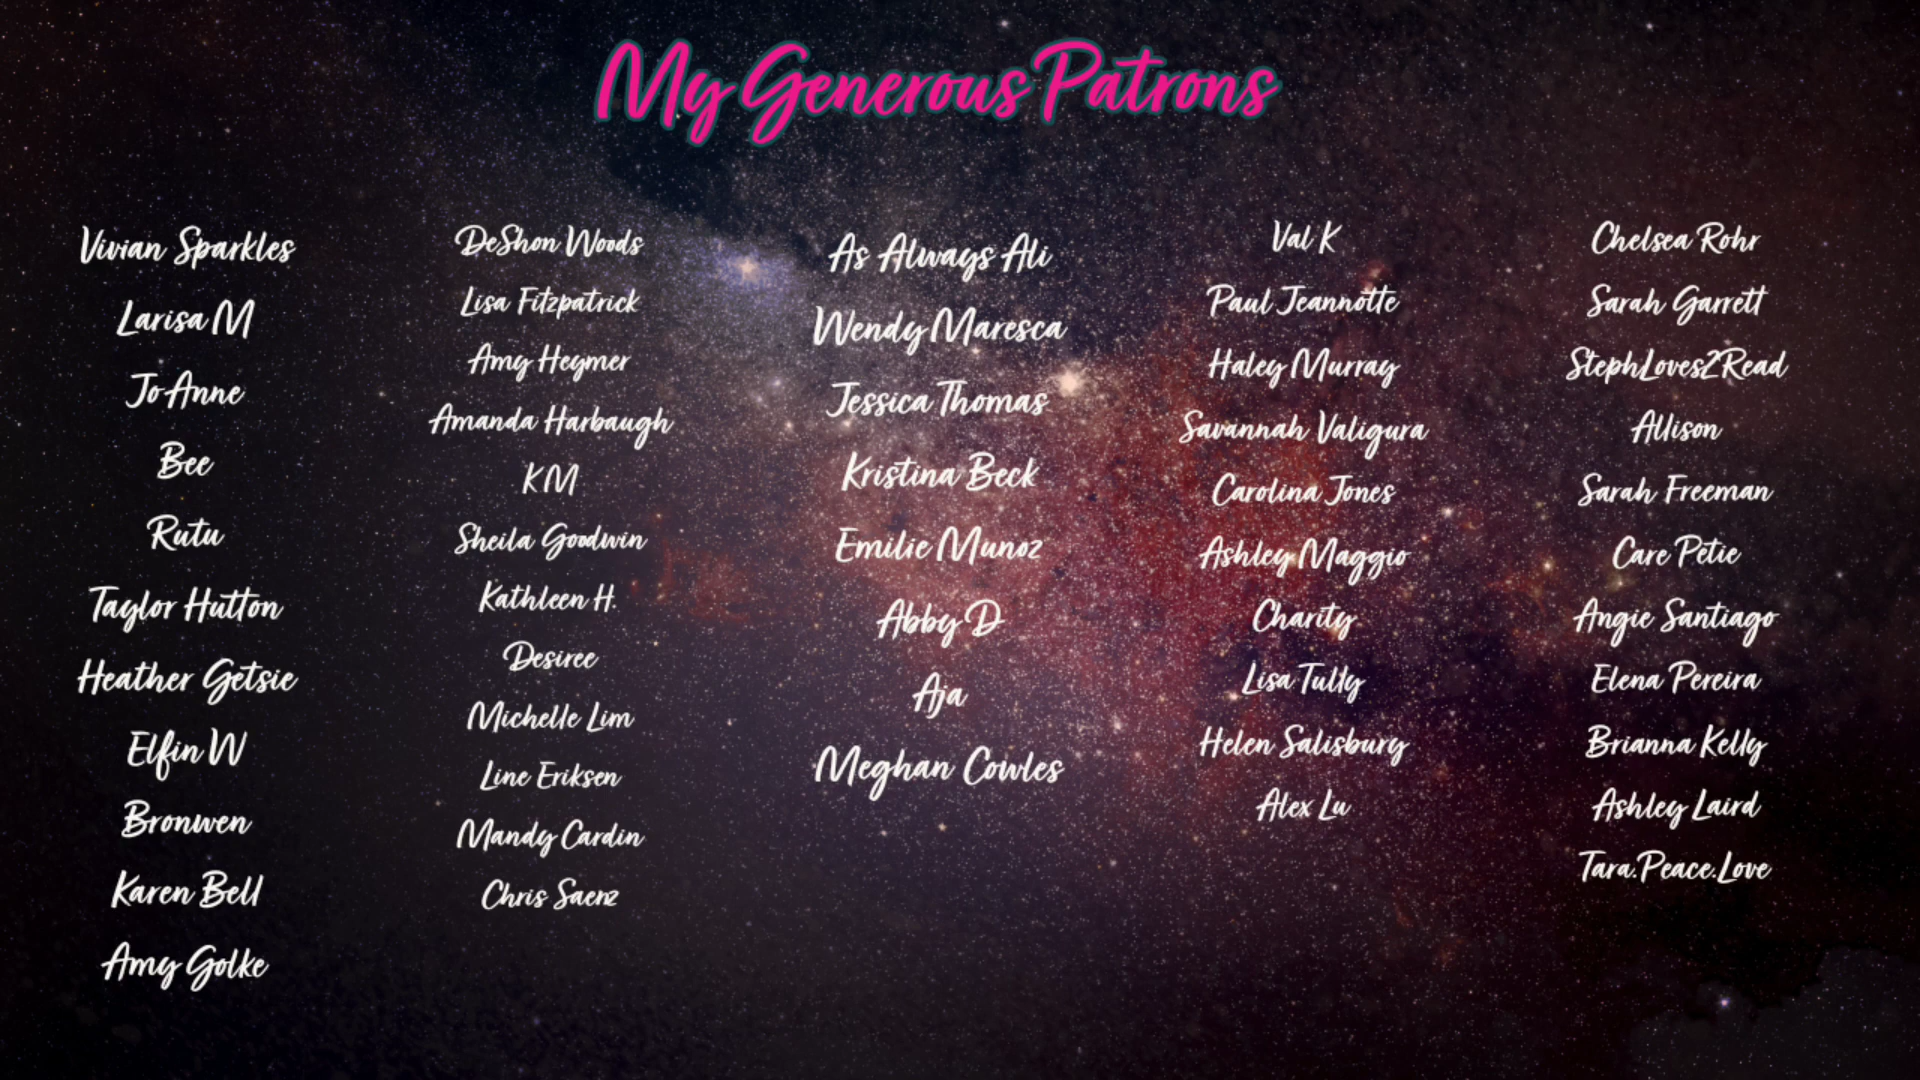 My Generous Patrons
Vivian Sparkles
Larisa M
Jo Anne
Bee
Rutu
Taylor Hutton
Heather Getsie
Elfin W
Bronwen
Karen Bell
Amy Golke
DeShon Woods
Lisa Fitzpatrick
Amy Heymer
Amanda Harbaugh
KM
Sheila Goodwin
Kathleen H.
Desiree
Michelle Lim
Line Eriksen
Mandy Cardin
Chris Saenz
As Always Ali
Wendy Maresca
Jessica Thomas
Kristina Beck
Emilie Munoz
Abby D
Aja
Meghan Cowles
Val K
Paul Jeannotte
Haley Murray
Savannah Valigura
Carolina Jones
Ashley Maggio
Charity
Lisa Tully
Helen Salisbury
Alex Lu
Chelsea Rohr
Sarah Garrett
StephLoves2Read
Allison
Sarah Freeman
Care Petie
Angie Santiago
Elena Pereira
Brianna Kelly
Ashley Laird
Tara.Peace.Love